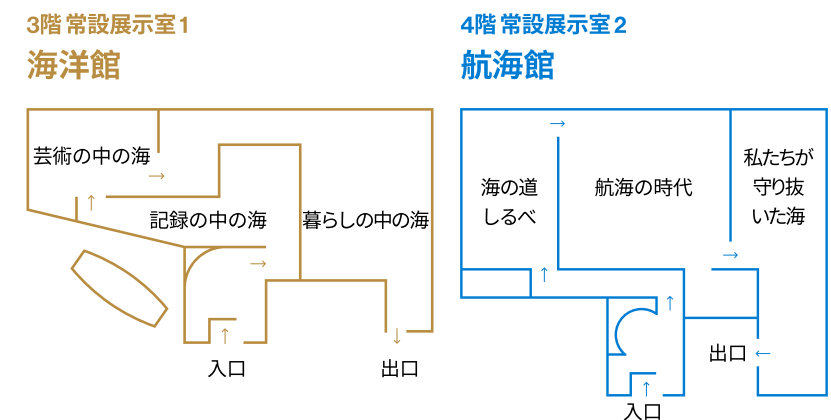 3階 常設展示室1
海洋館
芸術の中の海
記録の中の海
暮らしの中の海
入口
出口
4階 常設展示室2
航海館
海の道
しるべ
航海の時代
私たちが
守り抜
いた海
出口
入口